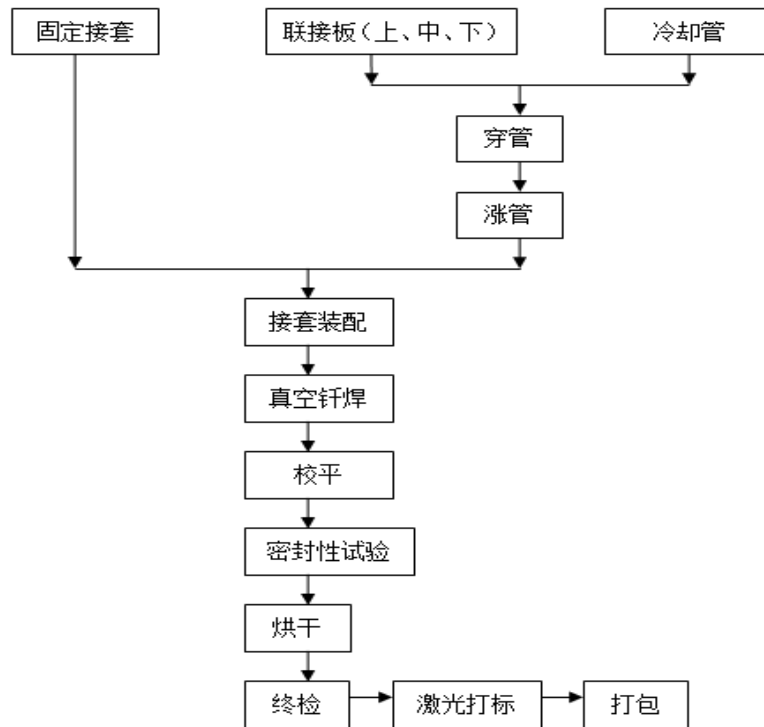 固定接套
联接板（上、中、下）
冷却管
穿管
涨管
接套装配
真空钎焊
校平
密封性试验
烘干
终检
激光打标
打包